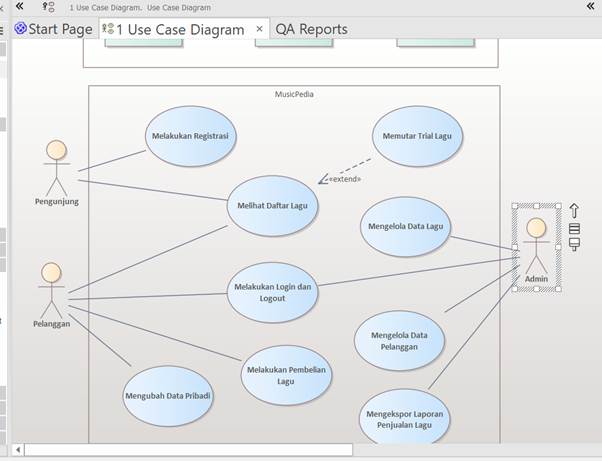 1 Use Case Diagram. Use Case Diagram
Start Page
1 Use Case Diagram
QA Reports
MusicPedia
Melakukan Registrasi
Memutar Trial Lagu
«extend»
Pengunjung
Melihat Daftar Lagu
Mengelola Data Lagu
Admin
Melakukan Login dan
Logout
Pelanggan
Mengelola Data
Pelanggan
Melakukan Pembelian
Lagu
Mengubah Data Pribadi
Mengekspor Laporan
Penjualan Lagu